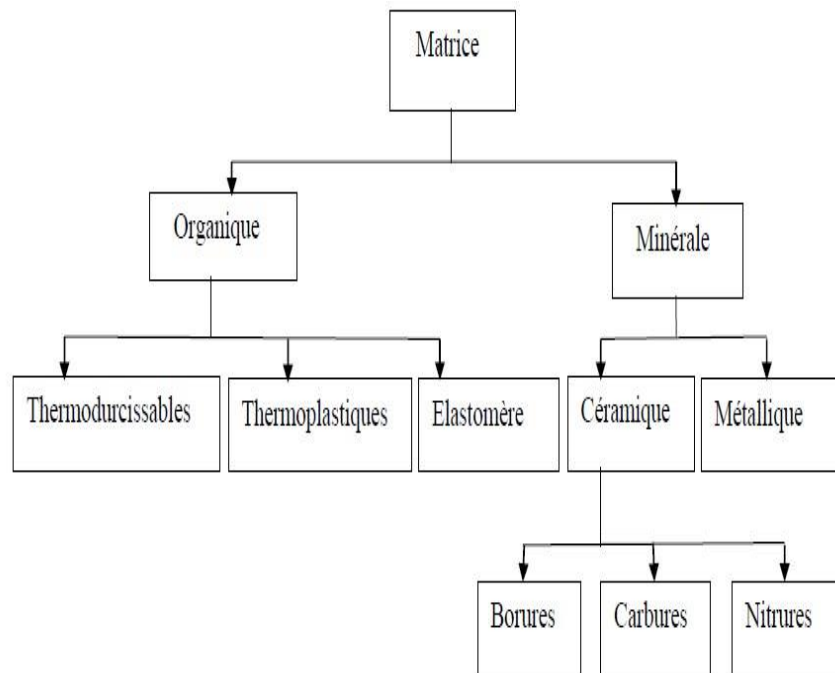 Matrice
Organique
Minérale
Thermodurcissables
Thermoplastiques
Elastomère
Céramique
Métallique
Borures
Carbures
Nitrures